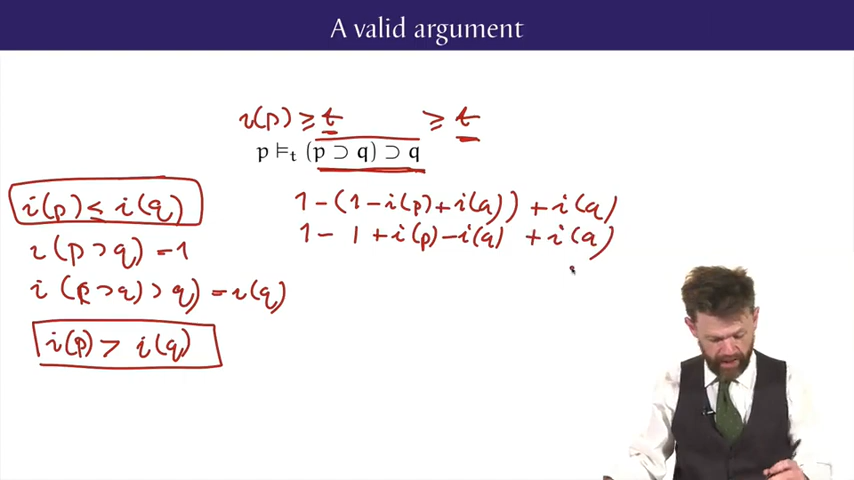 A valid argument
i(p) ≥ t ≥ t
p ⊨t (p ⊃ q) ⊃ q
i(p) ≤ i(q)
i(p ⊃ q) = 1
i(p ⊃ q) ⊃ q) = i(q)
i(p) > i(q)
1 - (1 - i(p) + i(q)) + i(q)
1 - 1 + i(p) - i(q) + i(q)